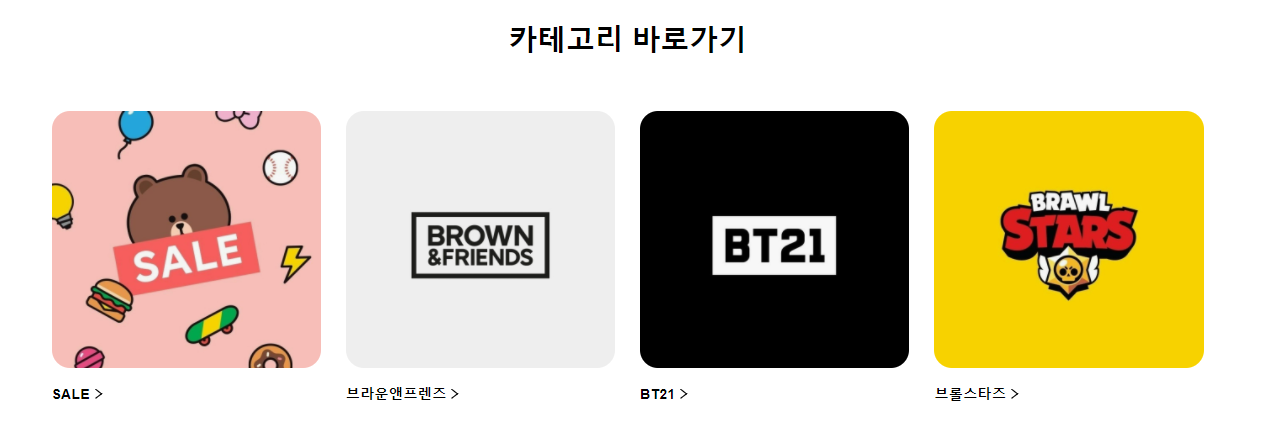 카테고리 바로가기
SALE
BROWN
&FRIENDS
BT21
BRAWL
STARS
SALE >
브라운앤프렌즈 >
BT21 >
브롤스타즈 >